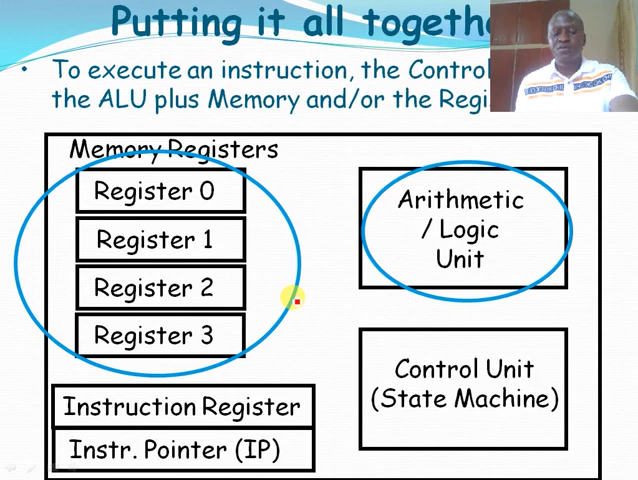 Putting it all togethe
• To execute an instruction, the Control
the ALU plus Memory and/or the Regi
Memory Registers
Register 0
Register 1
Register 2
Register 3
Instruction Register
Instr. Pointer (IP)
Arithmetic
/ Logic
Unit
Control Unit
(State Machine)